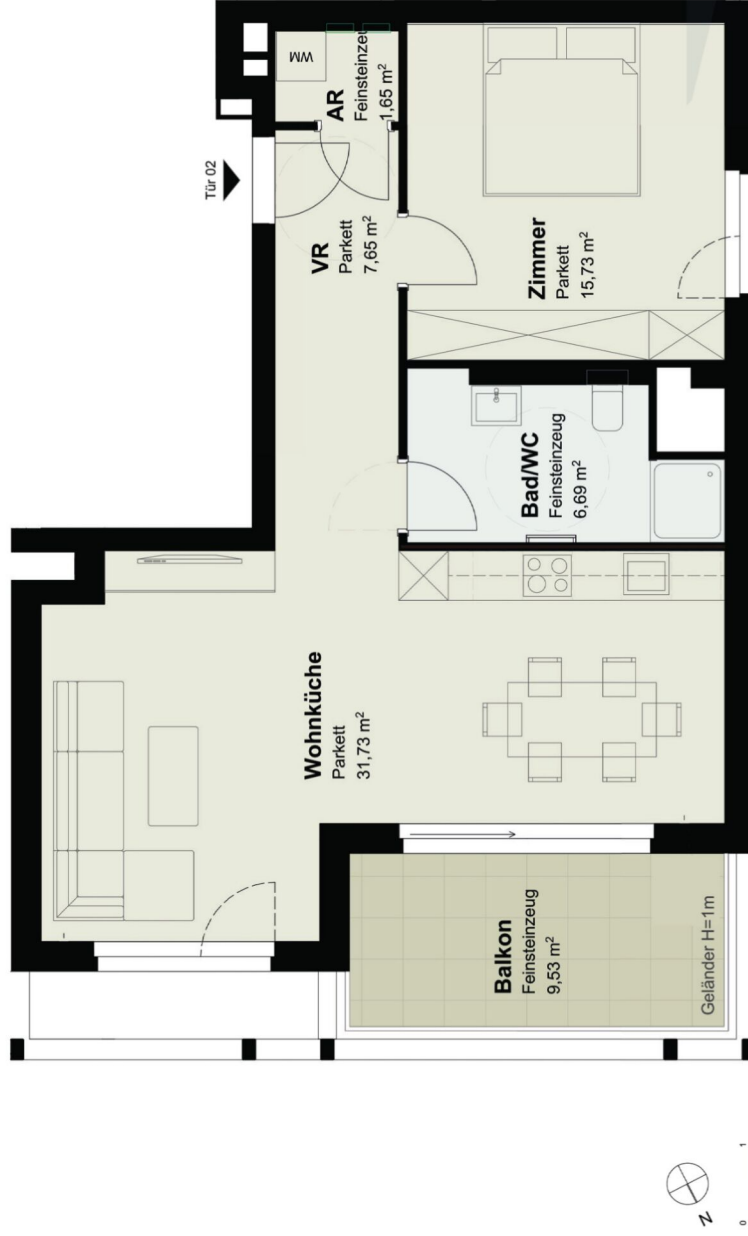 Tür 02
WM
AR
Feinsteinzeu
1,65 m²
VR
Parkett
7,65 m²
Zimmer
Parkett
15,73 m²
Bad/WC
Feinsteinzeug
6,69 m²
Wohnküche
Parkett
31,73 m²
Balkon
Feinsteinzeug
9,53 m²
Geländer H=1m
N
0
1